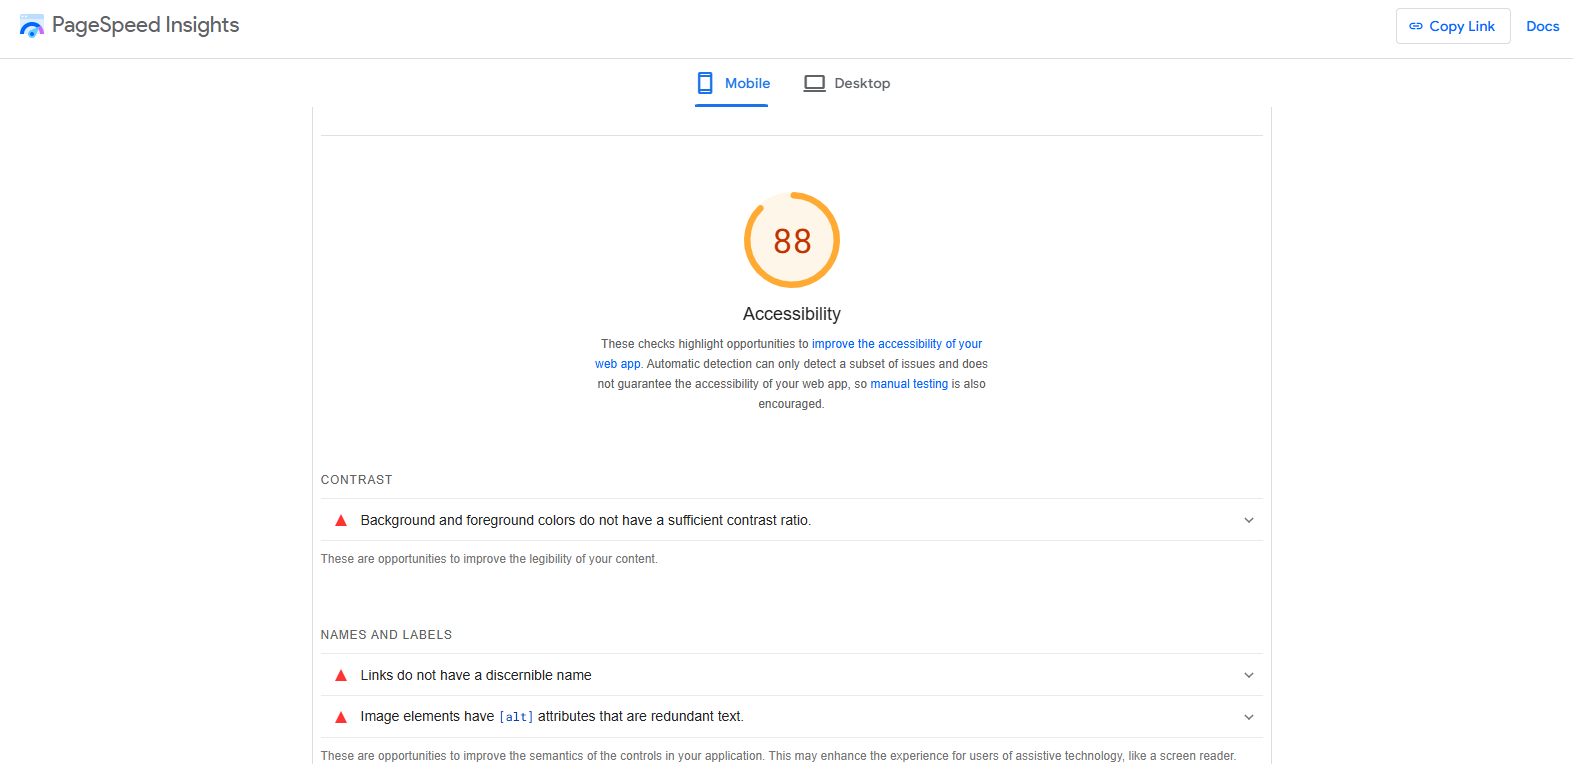 PageSpeed Insights
Copy Link
Docs
Mobile
Desktop
88
Accessibility
These checks highlight opportunities to improve the accessibility of your
web app. Automatic detection can only detect a subset of issues and does
not guarantee the accessibility of your web app, so manual testing is also
encouraged.
CONTRAST
Background and foreground colors do not have a sufficient contrast ratio.
These are opportunities to improve the legibility of your content.
NAMES AND LABELS
Links do not have a discernible name
Image elements have [alt] attributes that are redundant text.
These are opportunities to improve the semantics of the controls in your application. This may enhance the experience for users of assistive technology, like a screen reader.